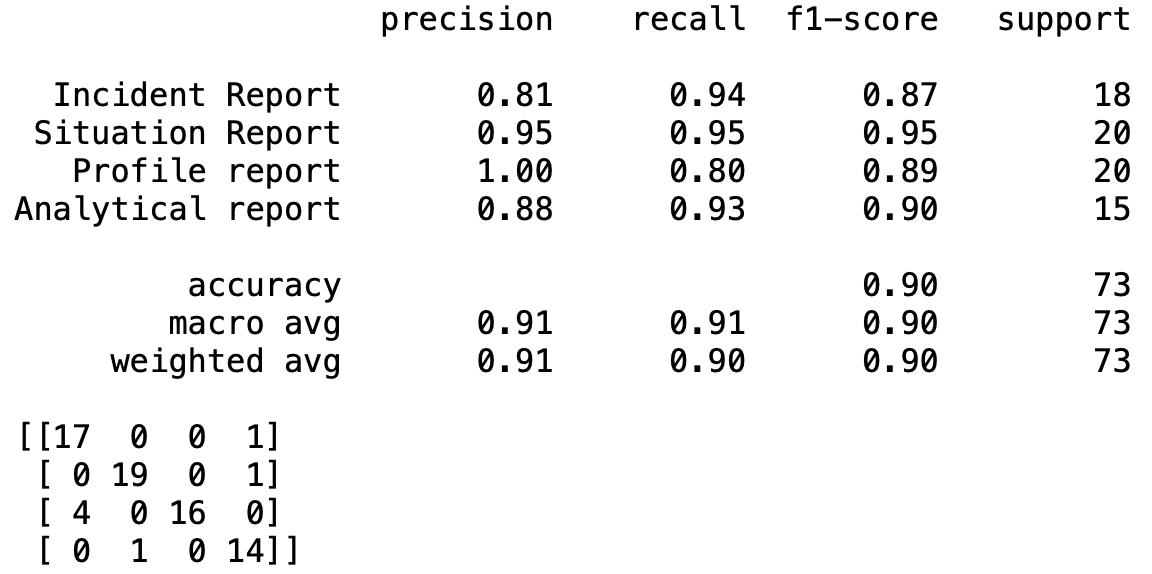 precision recall f1-score support
Incident Report 0.81 0.94 0.87 18
Situation Report 0.95 0.95 0.95 20
Profile report 1.00 0.80 0.89 20
Analytical report 0.88 0.93 0.90 15
accuracy 0.90 73
macro avg 0.91 0.91 0.90 73
weighted avg 0.91 0.90 0.90 73
[[17 0 0 1]
[ 0 19 0 1]
[ 4 0 16 0]
[ 0 1 0 14]]